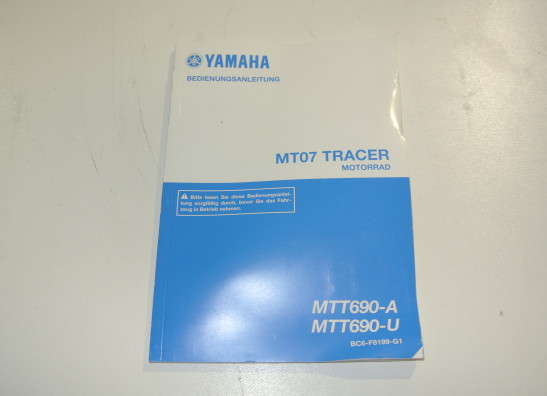 YAMAHA
BEDIENUNGSANLEITUNG
MT07 TRACER
MOTORRAD
Bitte lesen Sie diese Bedienungsanlei-
tung sorgfältig durch, bevor Sie das Fahr-
zeug in Betrieb nehmen.
MTT690-A
MTT690-U
BC6-F8199-G1